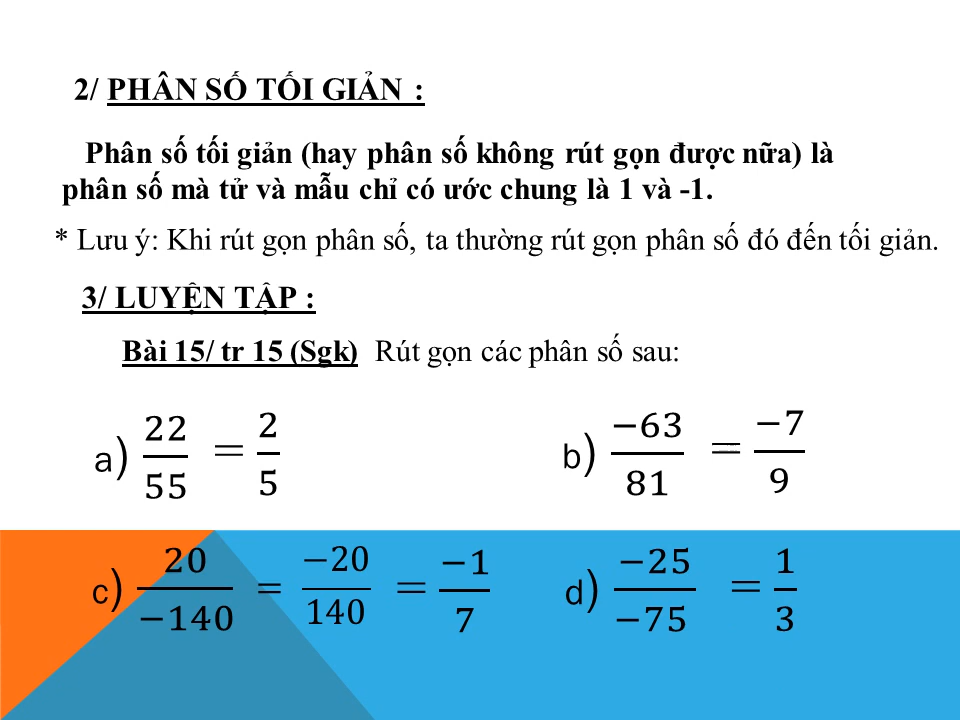 2/ PHÂN SỐ TỐI GIẢN :
Phân số tối giản (hay phân số không rút gọn được nữa) là
phân số mà tử và mẫu chỉ có ước chung là 1 và -1.
* Lưu ý: Khi rút gọn phân số, ta thường rút gọn phân số đó đến tối giản.
3/ LUYỆN TẬP :
Bài 15/ tr 15 (Sgk) Rút gọn các phân số sau:
a) 22/55 = 2/5
b) −63/81 = −7/9
c) 20/−140 = −20/140 = −1/7
d) −25/−75 = 1/3